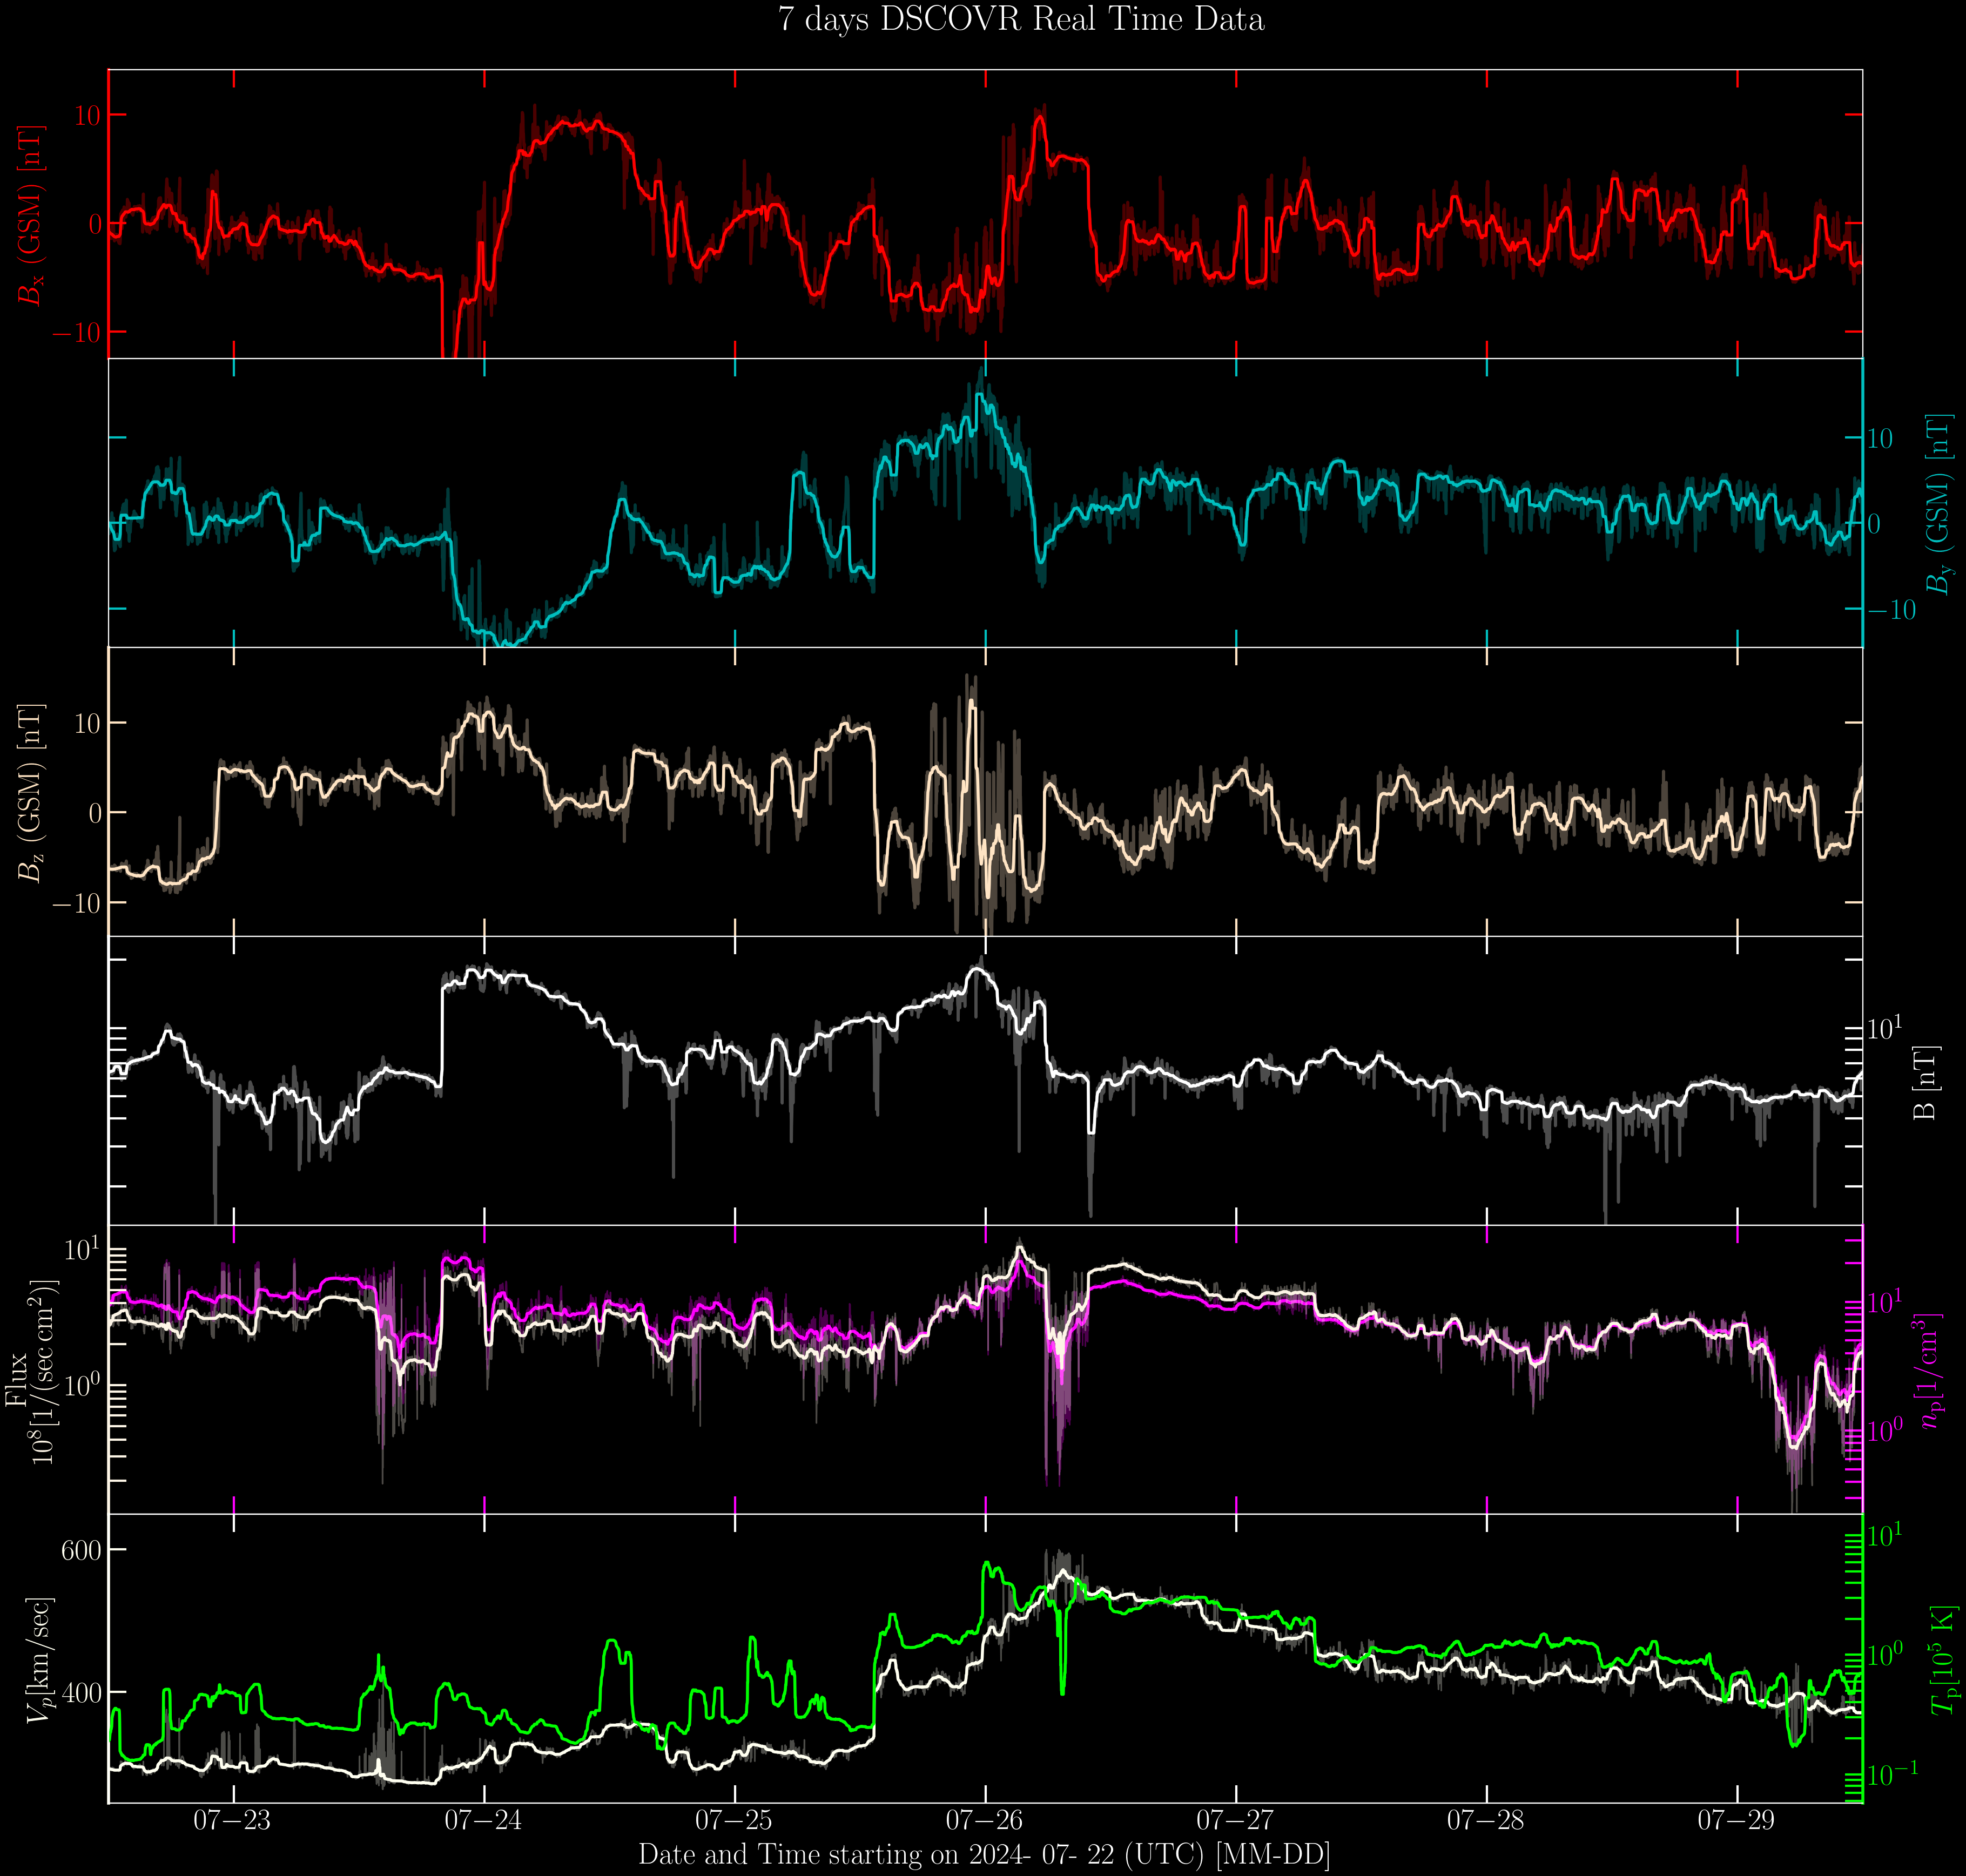 7 days DSCOVR Real Time Data
10
0
−10
Bx (GSM) [nT]
10
0
−10
By (GSM) [nT]
10
0
−10
Bz (GSM) [nT]
10¹
B [nT]
10¹
10⁰
Flux
10⁸[1/(sec cm²)]
10¹
10⁰
np[1/cm³]
600
400
Vp[km/sec]
10¹
10⁰
10⁻¹
Tp[10⁵ K]
07−23 07−24 07−25 07−26 07−27 07−28 07−29
Date and Time starting on 2024- 07- 22 (UTC) [MM-DD]